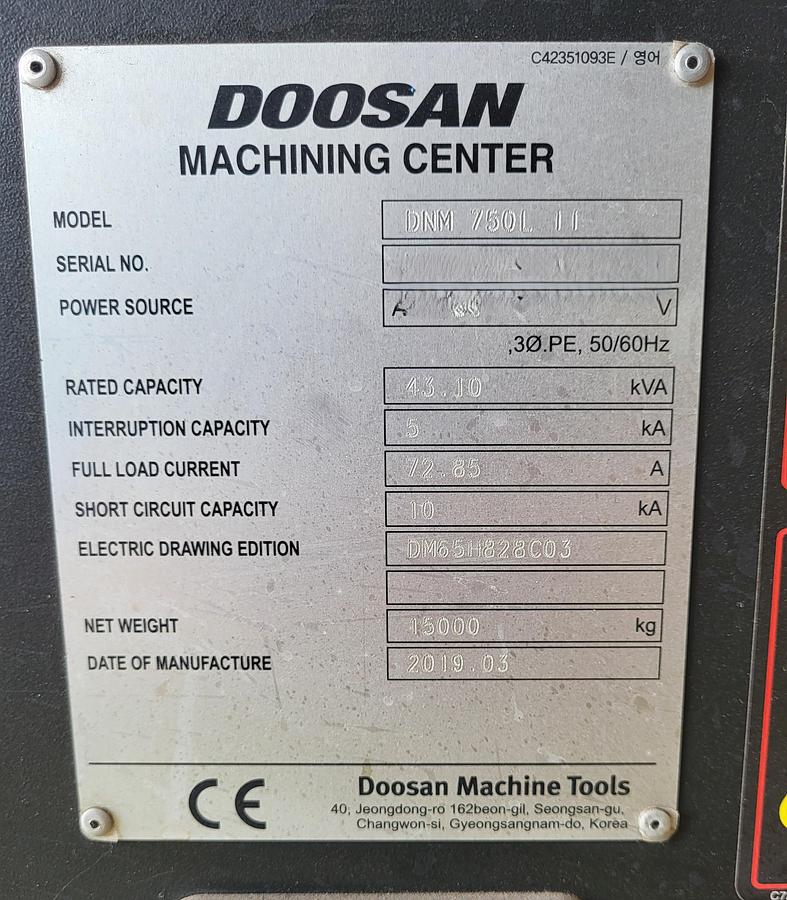 C42351093E / 영어
DOOSAN
MACHINING CENTER
MODEL DNM 750L II
SERIAL NO.
POWER SOURCE V
,3Ø.PE, 50/60Hz
RATED CAPACITY 43.10 kVA
INTERRUPTION CAPACITY 5 kA
FULL LOAD CURRENT 72.85 A
SHORT CIRCUIT CAPACITY 10 kA
ELECTRIC DRAWING EDITION DM65H828C03
NET WEIGHT 15000 kg
DATE OF MANUFACTURE 2019.03
CE
Doosan Machine Tools
40, Jeongdong-ro 162beon-gil, Seongsan-gu,
Changwon-si, Gyeongsangnam-do, Korea